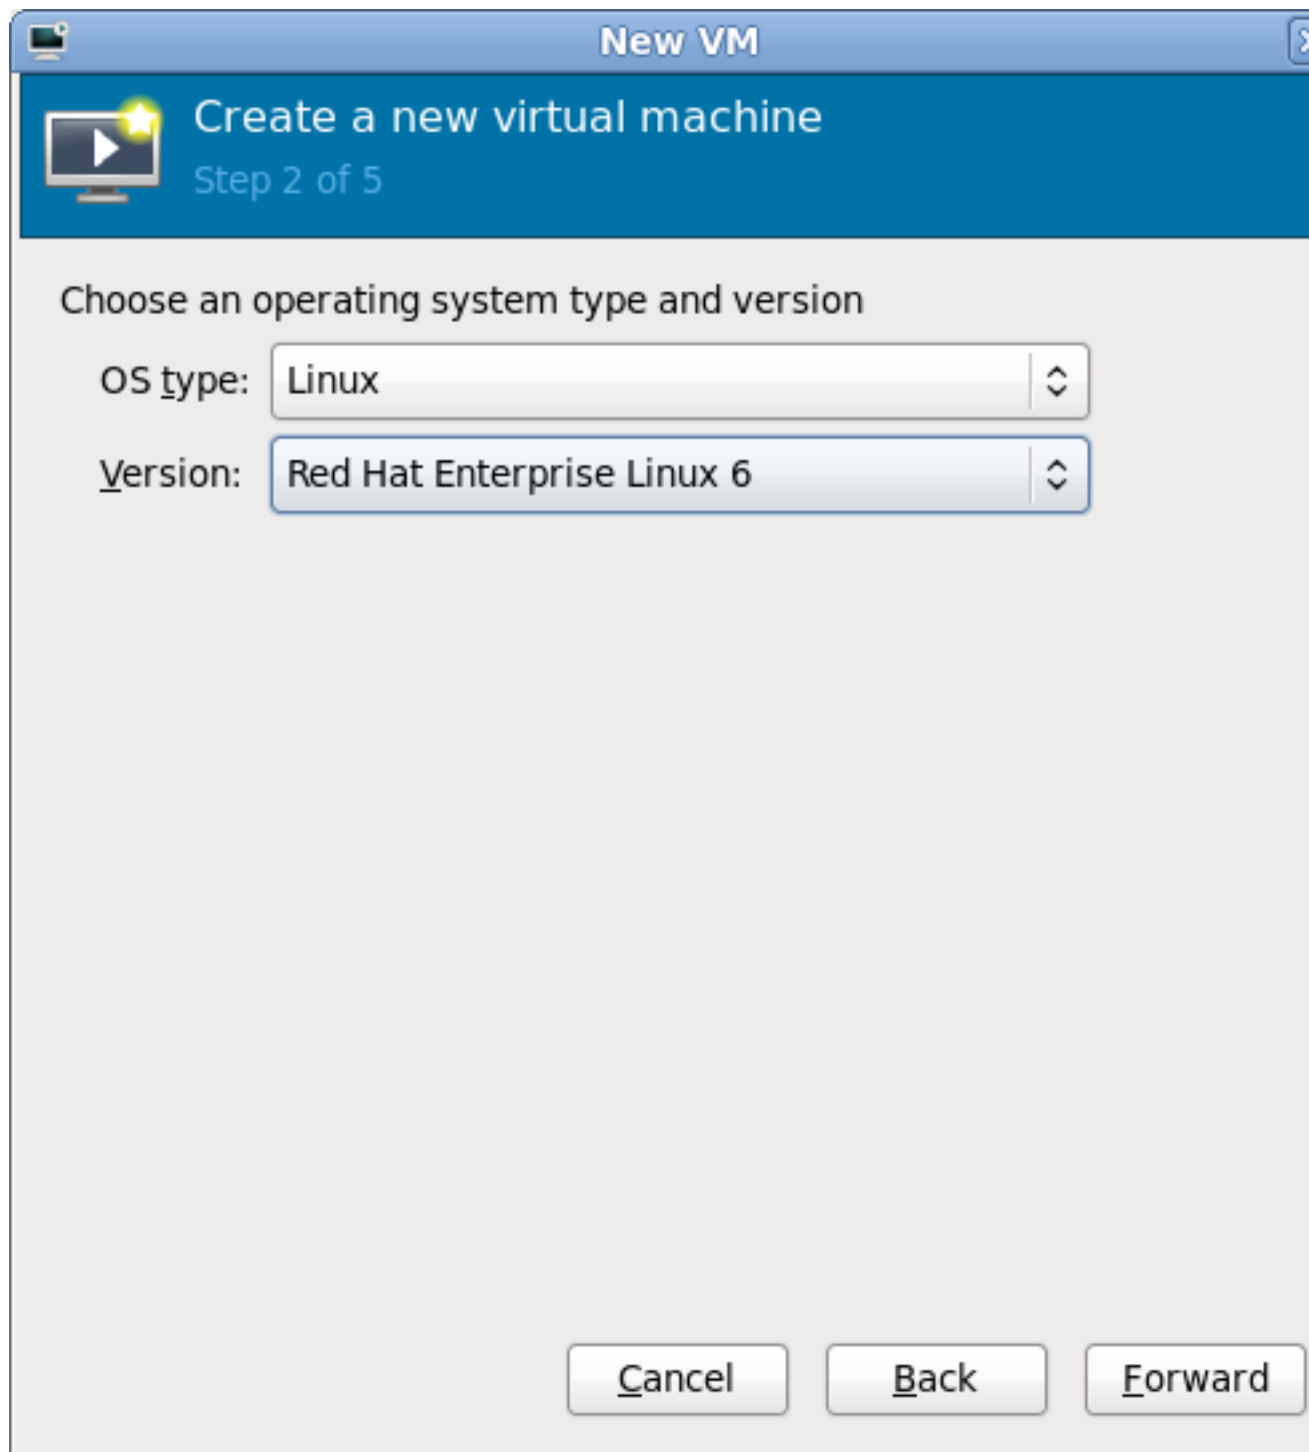 New VM
Create a new virtual machine
Step 2 of 5
Choose an operating system type and version
OS type: Linux
Version: Red Hat Enterprise Linux 6
Cancel Back Forward